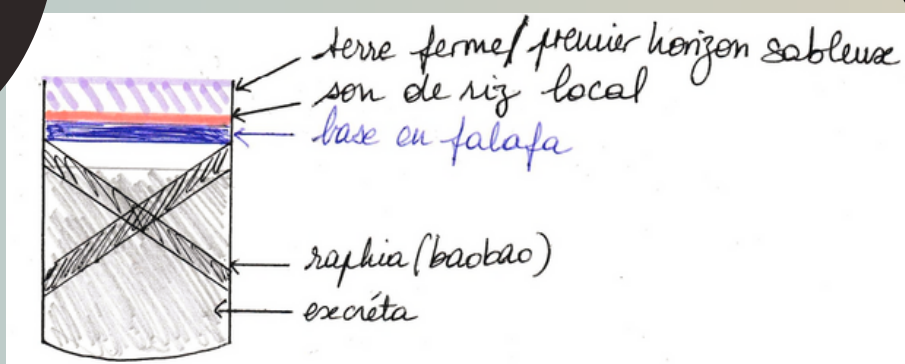 terre ferme/ premier horizon sableux
son de riz local
base en falafa
raphia (baobao)
excréta